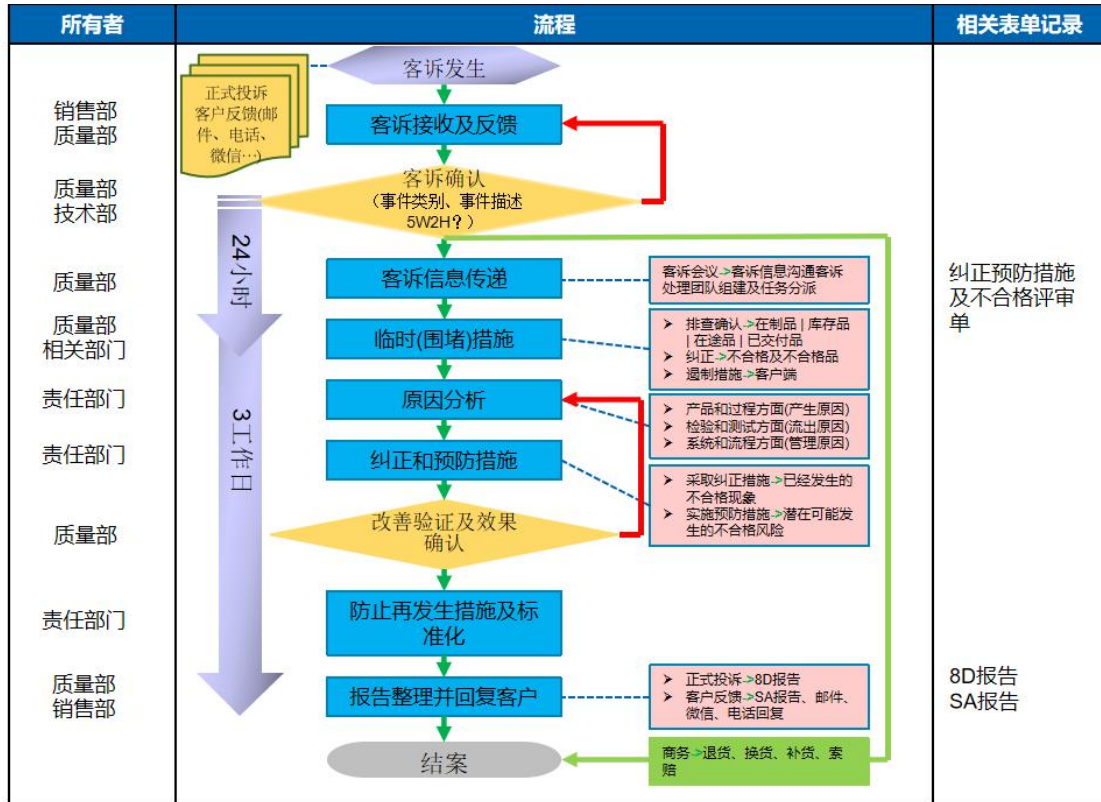 所有者
流程
相关表单记录
客诉发生
正式投诉
客户反馈(邮
件、电话、
微信…)
销售部
质量部
客诉接收及反馈
质量部
技术部
客诉确认
（事件类别、事件描述
5W2H？）
24小时
质量部
客诉信息传递
客诉会议->客诉信息沟通客诉
处理团队组建及任务分派
纠正预防措施
及不合格评审
单
质量部
相关部门
临时(围堵)措施
➢ 排查确认->在制品 | 库存品
| 在途品 | 已交付品
➢ 纠正->不合格及不合格品
➢ 遏制措施->客户端
3工作日
责任部门
原因分析
➢ 产品和过程方面(产生原因)
➢ 检验和测试方面(流出原因)
➢ 系统和流程方面(管理原因)
责任部门
纠正和预防措施
➢ 采取纠正措施->已经发生的
不合格现象
➢ 实施预防措施->潜在可能发
生的不合格风险
质量部
改善验证及效果
确认
责任部门
防止再发生措施及标
准化
质量部
销售部
报告整理并回复客户
➢ 正式投诉->8D报告
➢ 客户反馈->SA报告、邮件、
微信、电话回复
8D报告
SA报告
结案
商务->退货、换货、补货、索
赔